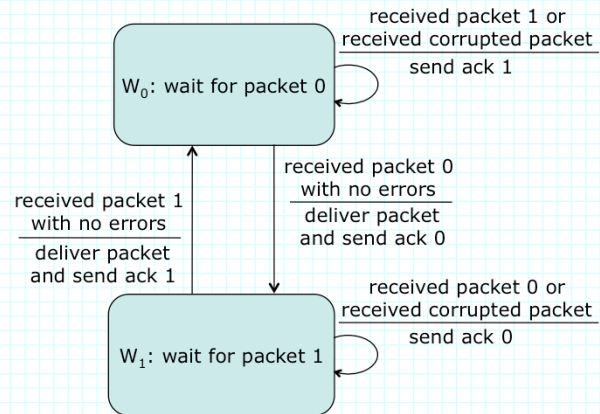 received packet 1 or
received corrupted packet
send ack 1
W₀: wait for packet 0
received packet 0
with no errors
deliver packet
and send ack 0
received packet 1
with no errors
deliver packet
and send ack 1
received packet 0 or
received corrupted packet
send ack 0
W₁: wait for packet 1